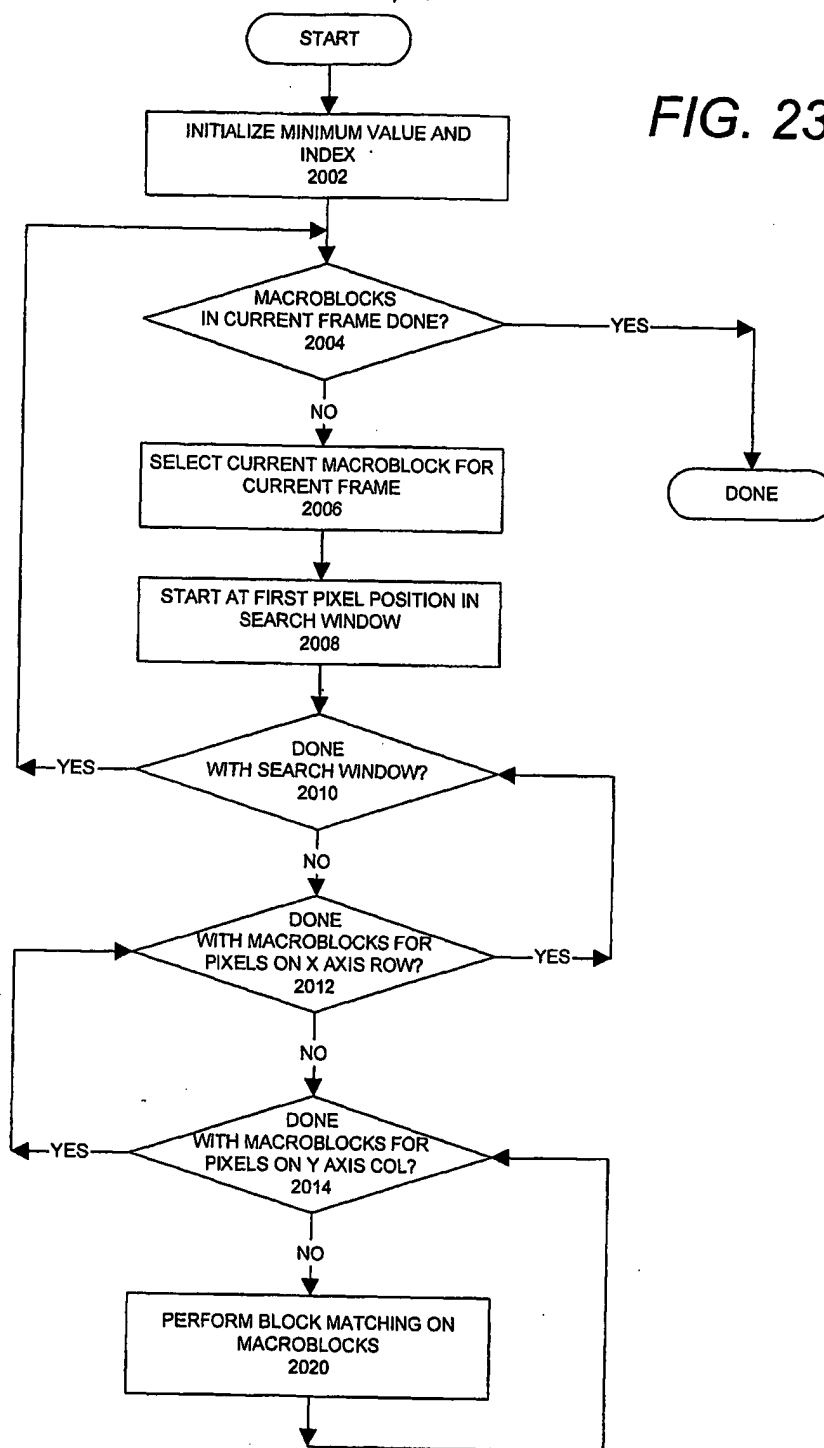 START
FIG. 23
INITIALIZE MINIMUM VALUE AND
INDEX
2002
MACROBLOCKS
IN CURRENT FRAME DONE?
2004
YES
NO
SELECT CURRENT MACROBLOCK FOR
CURRENT FRAME
2006
DONE
START AT FIRST PIXEL POSITION IN
SEARCH WINDOW
2008
DONE
WITH SEARCH WINDOW?
2010
YES
NO
DONE
WITH MACROBLOCKS FOR
PIXELS ON X AXIS ROW?
2012
YES
NO
DONE
WITH MACROBLOCKS FOR
PIXELS ON Y AXIS COL?
2014
YES
NO
PERFORM BLOCK MATCHING ON
MACROBLOCKS
2020